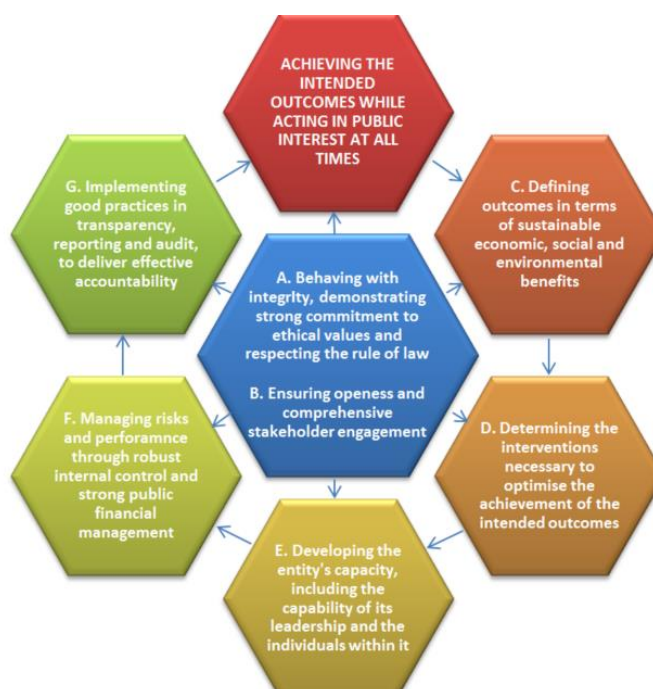 ACHIEVING THE
INTENDED
OUTCOMES WHILE
ACTING IN PUBLIC
INTEREST AT ALL
TIMES
G. Implementing
good practices in
transparency,
reporting and audit,
to deliver effective
accountability
C. Defining
outcomes in terms
of sustainable
economic, social and
environmental
benefits
A. Behaving with
integrity, demonstrating
strong commitment to
ethical values and
respecting the rule of law
B. Ensuring openess and
comprehensive
stakeholder engagement
F. Managing risks
and perforamnce
through robust
internal control and
strong public
financial
management
D. Determining the
interventions
necessary to
optimise the
achievement of the
intended outcomes
E. Developing the
entity's capacity,
including the
capability of its
leadership and the
individuals within it